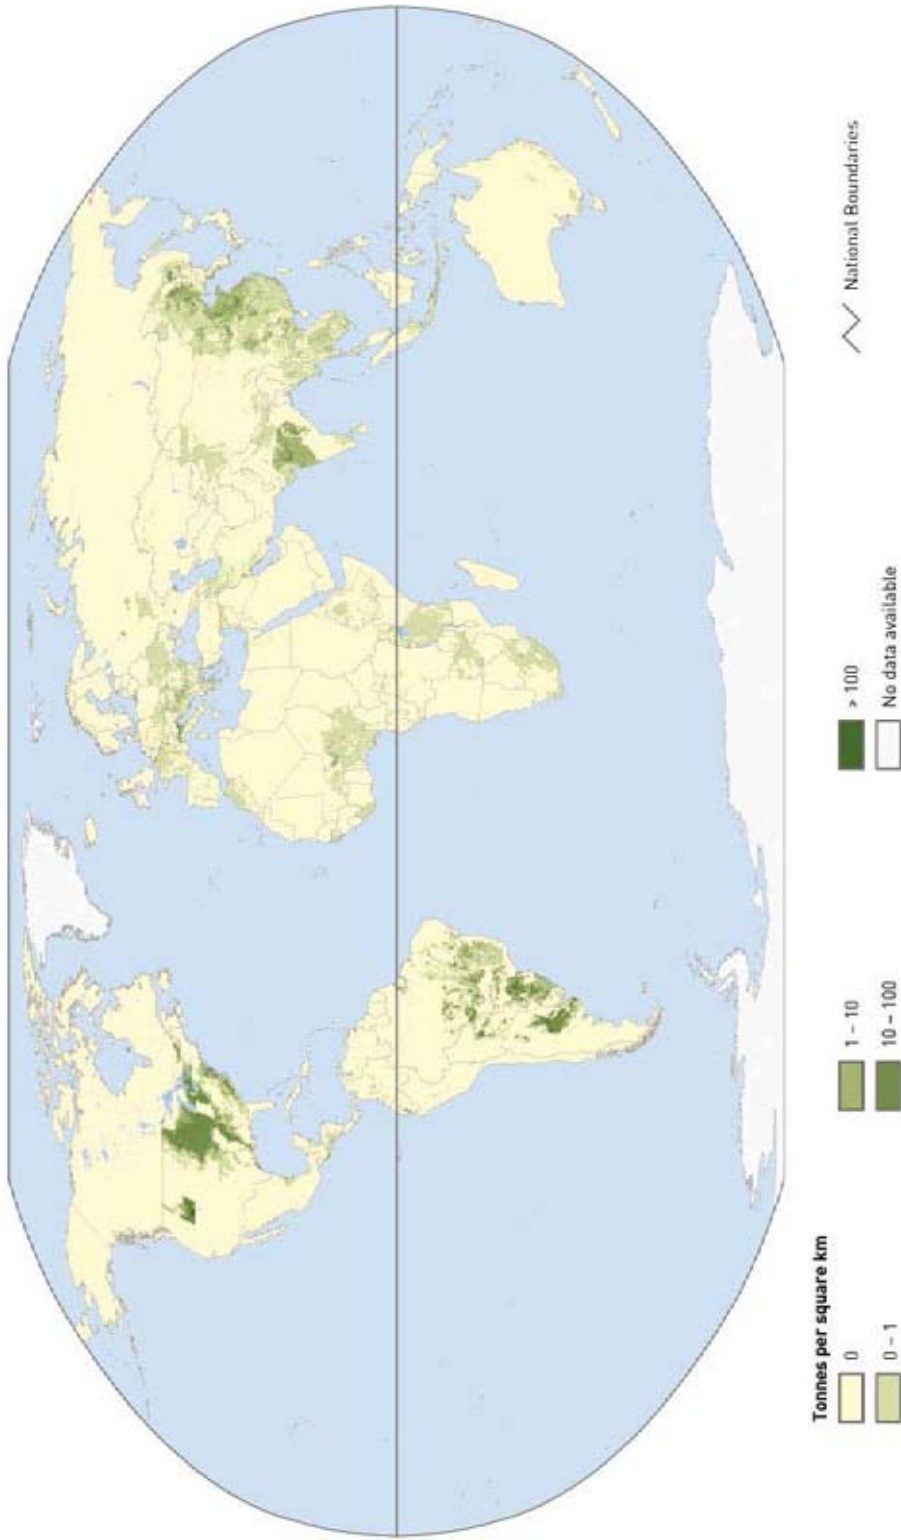 Tonnes per square km
0
0 – 1
1 – 10
10 – 100
> 100
No data available
National Boundaries